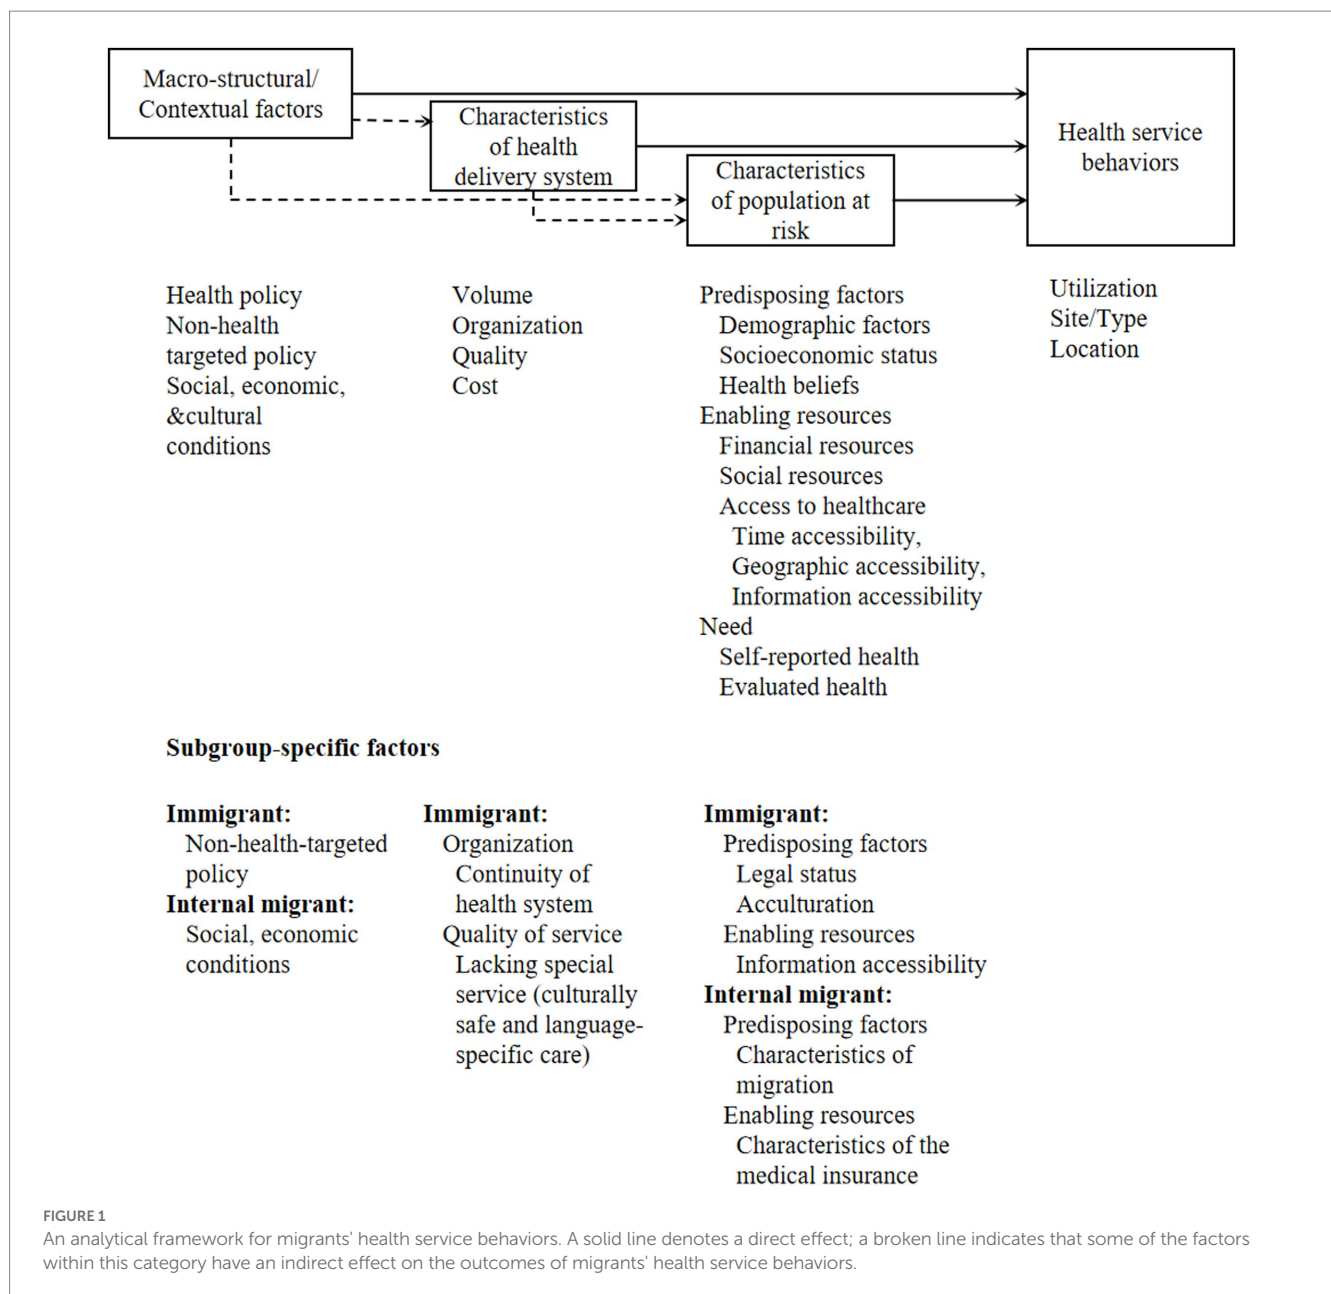 Macro-structural/
Contextual factors
Characteristics
of health
delivery system
Characteristics
of population at
risk
Health service
behaviors
Health policy
Non-health
targeted policy
Social, economic,
&cultural
conditions
Volume
Organization
Quality
Cost
Predisposing factors
Demographic factors
Socioeconomic status
Health beliefs
Enabling resources
Financial resources
Social resources
Access to healthcare
Time accessibility,
Geographic accessibility,
Information accessibility
Need
Self-reported health
Evaluated health
Utilization
Site/Type
Location
Subgroup-specific factors
Immigrant:
Non-health-targeted
policy
Internal migrant:
Social, economic
conditions
Immigrant:
Organization
Continuity of
health system
Quality of service
Lacking special
service (culturally
safe and language-
specific care)
Immigrant:
Predisposing factors
Legal status
Acculturation
Enabling resources
Information accessibility
Internal migrant:
Predisposing factors
Characteristics of
migration
Enabling resources
Characteristics of the
medical insurance
FIGURE 1
An analytical framework for migrants' health service behaviors. A solid line denotes a direct effect; a broken line indicates that some of the factors
within this category have an indirect effect on the outcomes of migrants' health service behaviors.